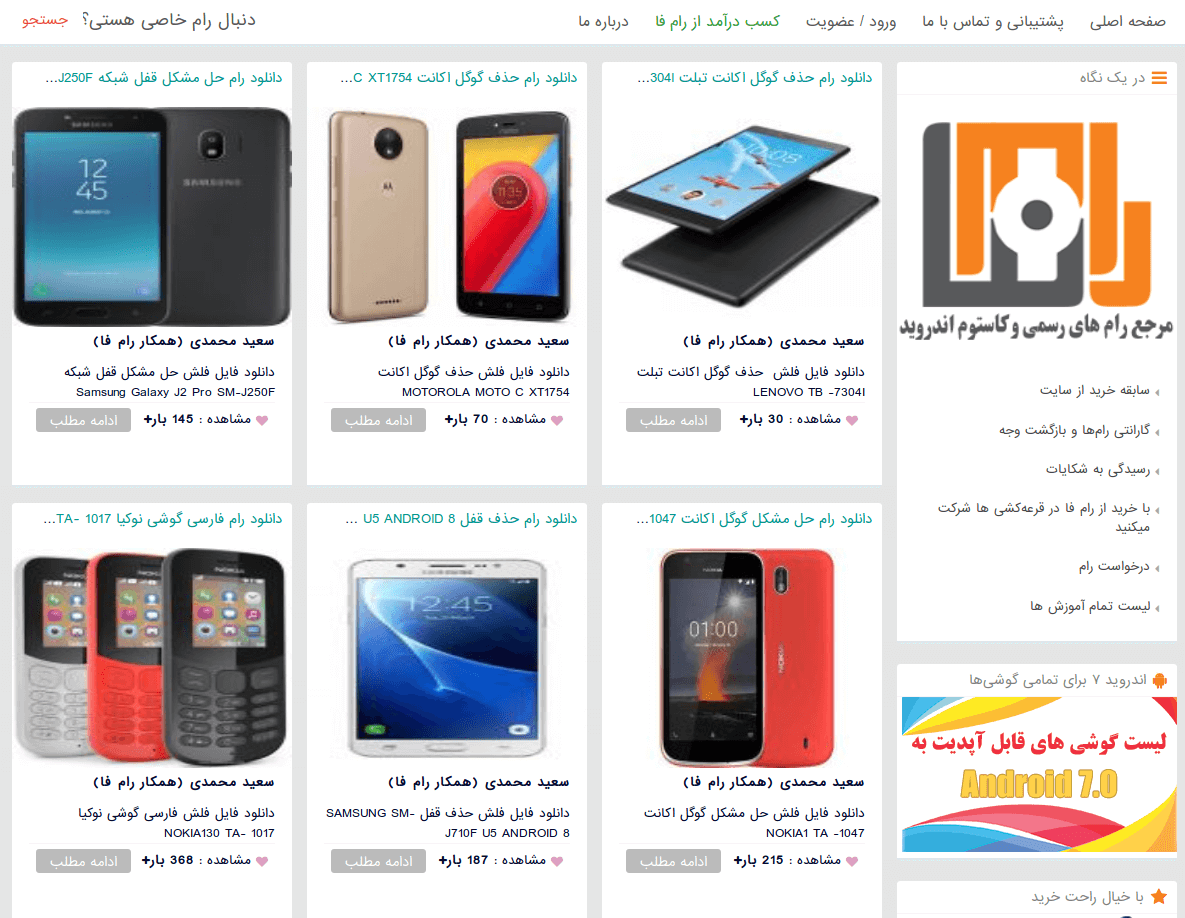 صفحه اصلی
پشتیبانی و تماس با ما
ورود / عضویت
کسب درآمد از رام فا
درباره ما
دنبال رام خاصی هستی؟
جستجو
در یک نگاه
رام
مرجع رام های رسمی و کاستوم اندروید
سابقه خرید از سایت
گارانتی رام‌ها و بازگشت وجه
رسیدگی به شکایات
با خرید از رام فا در قرعه‌کشی ها شرکت
میکنید
درخواست رام
لیست تمام آموزش ها
اندروید ۷ برای تمامی گوشی‌ها
لیست گوشی های قابل آپدیت به
Android 7.0
با خیال راحت خرید
دانلود رام حذف گوگل اکانت تبلت 304I...
سعید محمدی (همکار رام فا)
دانلود فایل فلش حذف گوگل اکانت تبلت
LENOVO TB -7304I
مشاهده : 30 بار+
ادامه مطلب
دانلود رام حذف گوگل اکانت C XT1754...
11:35
سعید محمدی (همکار رام فا)
دانلود فایل فلش حذف گوگل اکانت
MOTOROLA MOTO C XT1754
مشاهده : 70 بار+
ادامه مطلب
دانلود رام حل مشکل قفل شبکه J250F...
SAMSUNG
12
45
SAMSUNG
سعید محمدی (همکار رام فا)
دانلود فایل فلش حل مشکل قفل شبکه
Samsung Galaxy J2 Pro SM-J250F
مشاهده : 145 بار+
ادامه مطلب
دانلود رام حل مشکل گوگل اکانت 1047...
01:00
NOKIA
سعید محمدی (همکار رام فا)
دانلود فایل فلش حل مشکل گوگل اکانت
NOKIA1 TA -1047
مشاهده : 215 بار+
ادامه مطلب
دانلود رام حذف قفل U5 ANDROID 8 ...
12:45
سعید محمدی (همکار رام فا)
دانلود فایل فلش حذف قفل SAMSUNG SM-
J710F U5 ANDROID 8
مشاهده : 187 بار+
ادامه مطلب
دانلود رام فارسی گوشی نوکیا TA- 1017...
NOKIA
سعید محمدی (همکار رام فا)
دانلود فایل فلش فارسی گوشی نوکیا
NOKIA130 TA- 1017
مشاهده : 368 بار+
ادامه مطلب